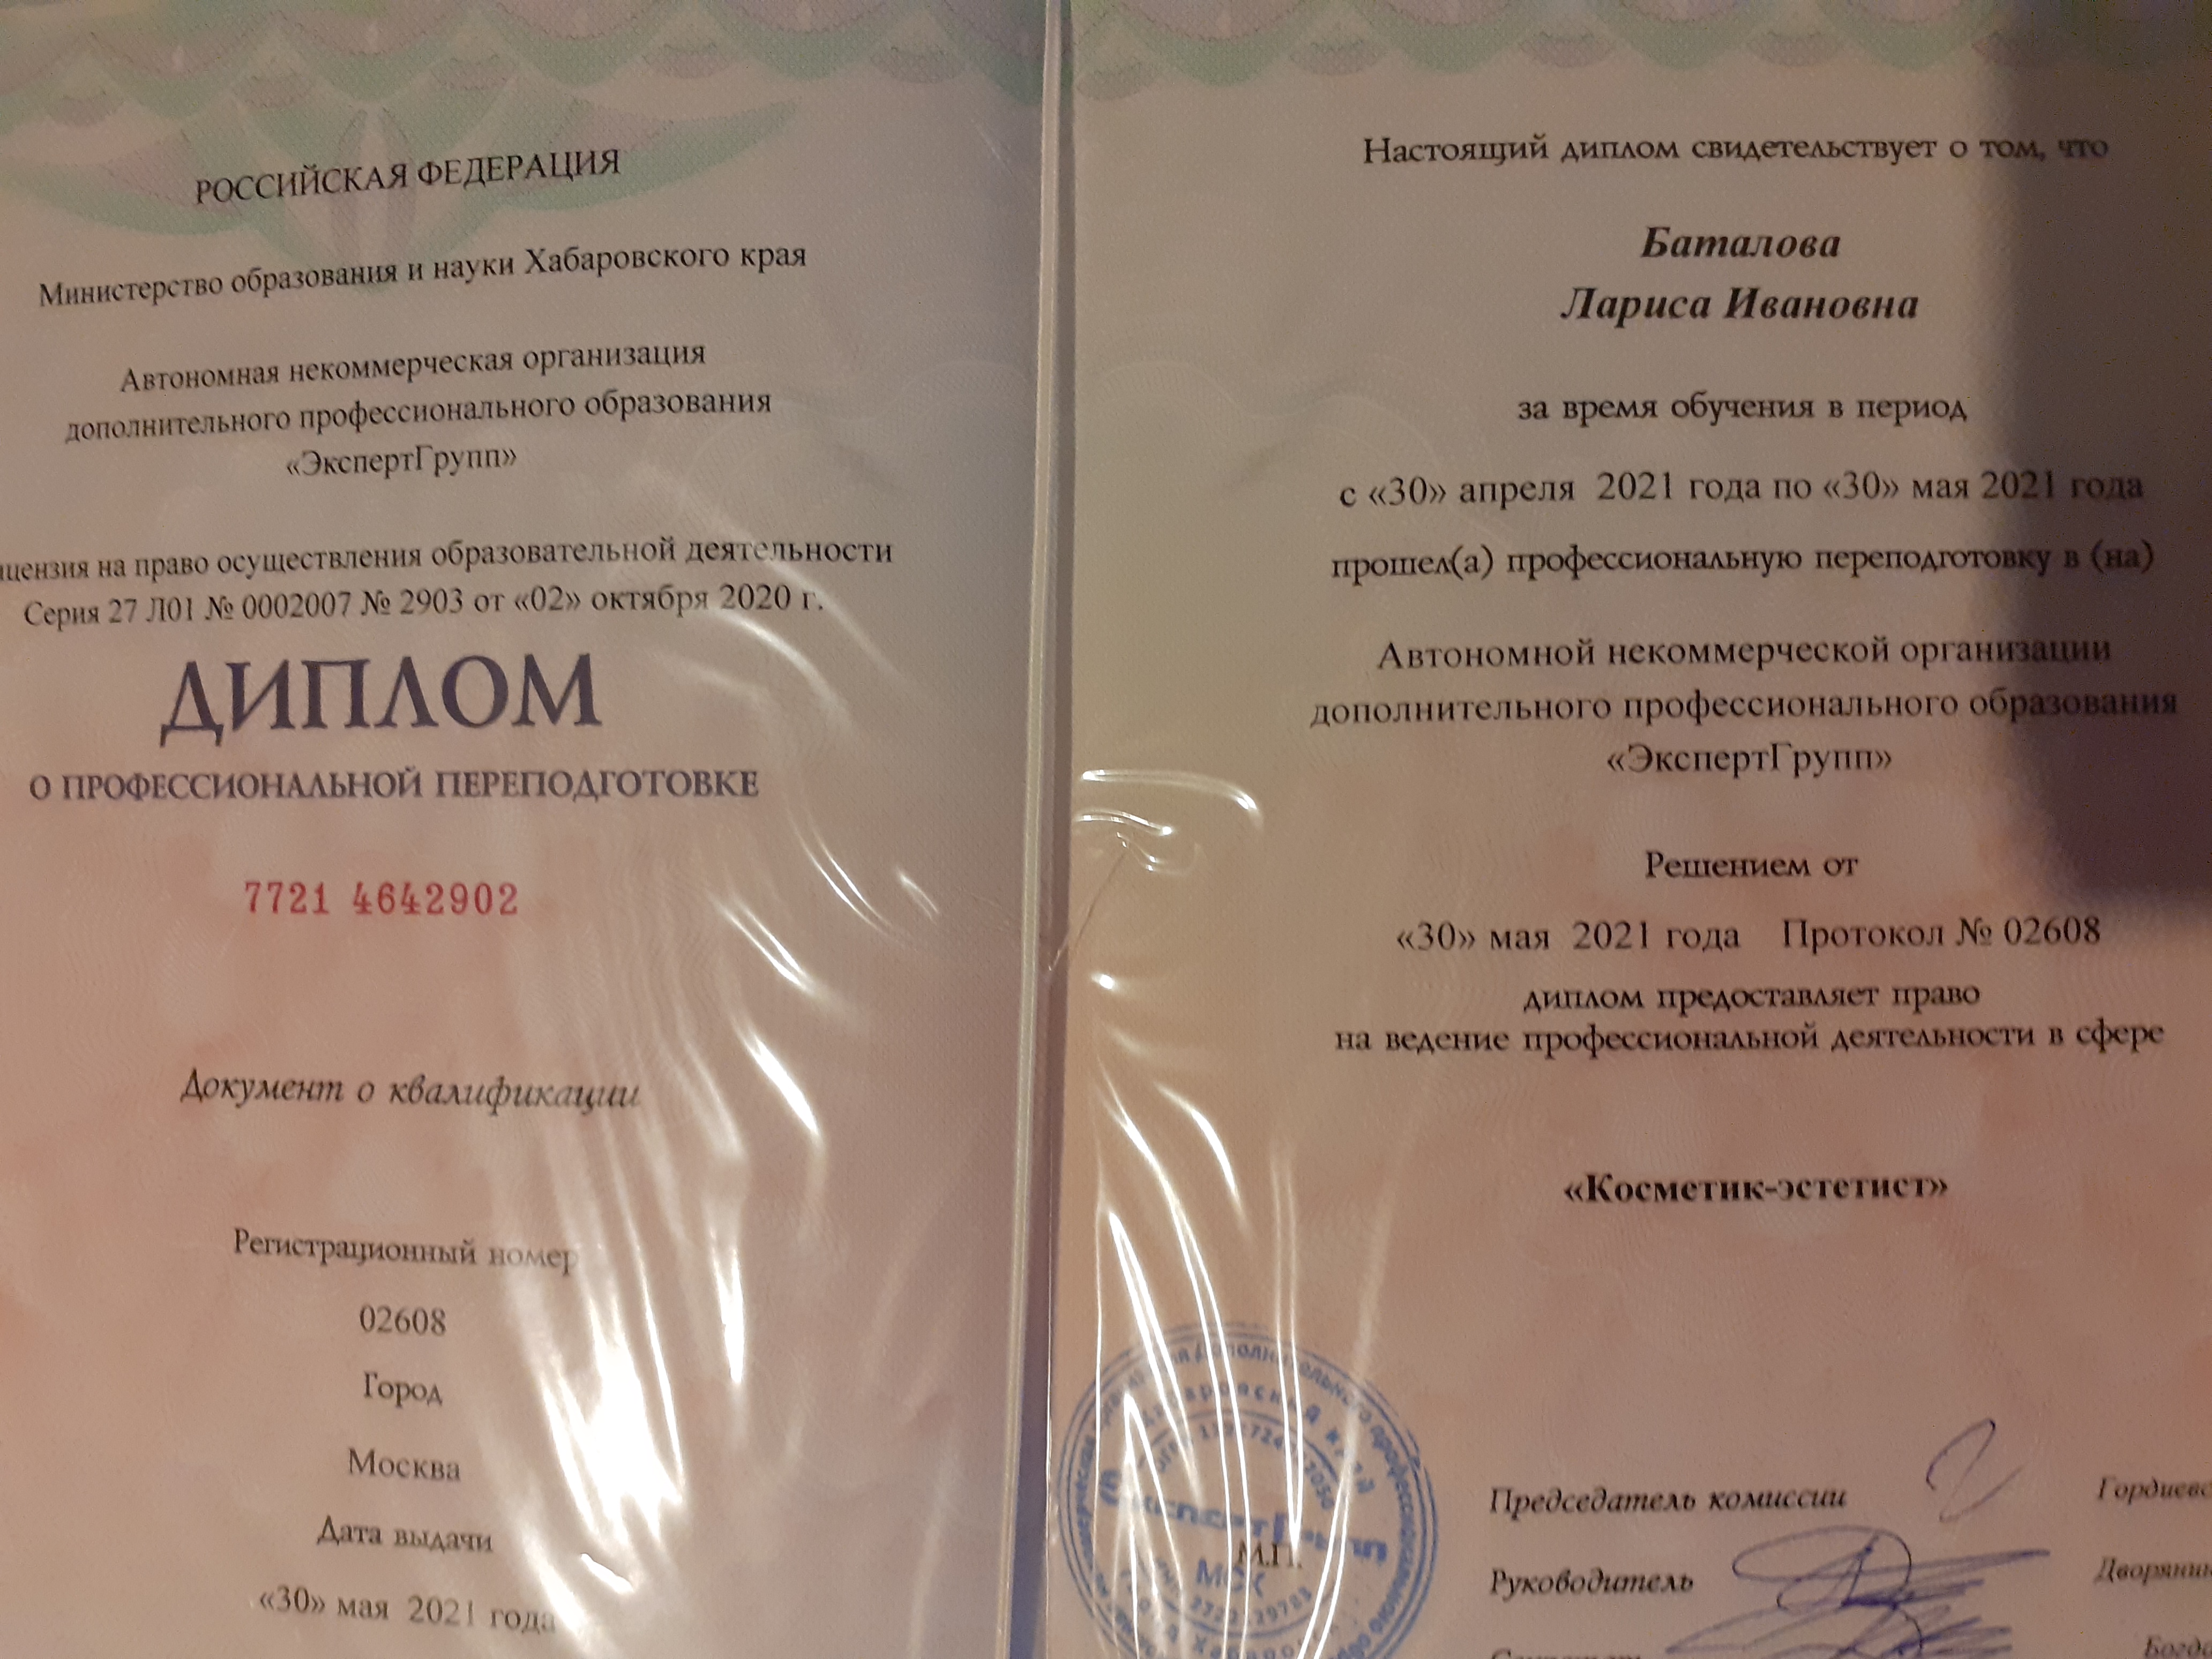 РОССИЙСКАЯ ФЕДЕРАЦИЯ
Министерство образования и науки Хабаровского края
Автономная некоммерческая организация
дополнительного профессионального образования
«ЭкспертГрупп»
на право осуществления образовательной деятельности
Серия 27 Л01 № 0002007 № 2903 от «02» октября 2020 г.
ДИПЛОМ
О ПРОФЕССИОНАЛЬНОЙ ПЕРЕПОДГОТОВКЕ
7721 4642902
Документ о квалификации
Регистрационный номер
02608
Город
Москва
Дата выдачи
«30» мая 2021 года
Настоящий диплом свидетельствует о том, что
Баталова
Лариса Ивановна
за время обучения в период
с «30» апреля 2021 года по «30» мая 2021 года
прошел(а) профессиональную переподготовку в (на)
Автономной некоммерческой организации
дополнительного профессионального образования
«ЭкспертГрупп»
Решением от
«30» мая 2021 года Протокол № 02608
диплом предоставляет право
на ведение профессиональной деятельности в сфере
«Косметик-эстетист»
Председатель комиссии
Руководитель
М.П.